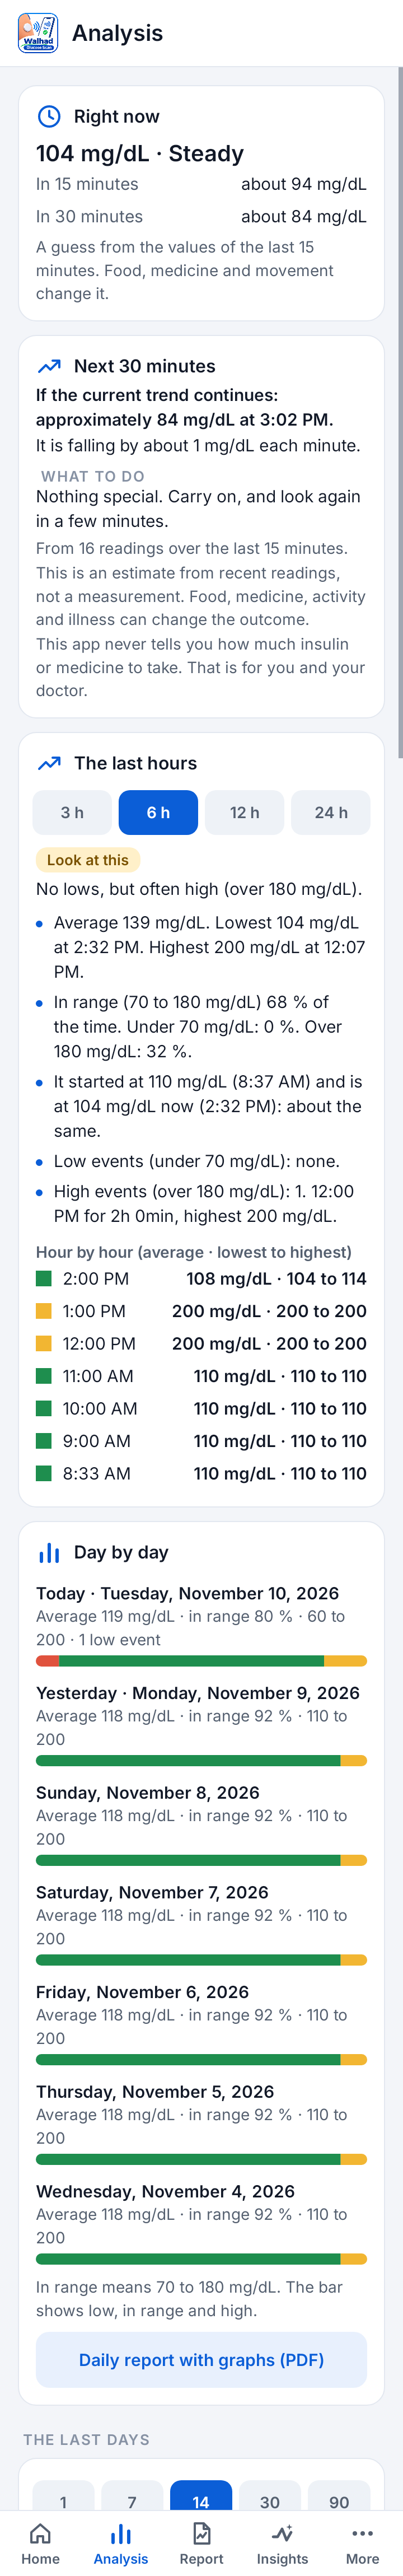 Walhad
Analysis
Right now
104 mg/dL · Steady
In 15 minutes about 94 mg/dL
In 30 minutes about 84 mg/dL
A guess from the values of the last 15
minutes. Food, medicine and movement
change it.
Next 30 minutes
If the current trend continues:
approximately 84 mg/dL at 3:02 PM.
It is falling by about 1 mg/dL each minute.
WHAT TO DO
Nothing special. Carry on, and look again
in a few minutes.
From 16 readings over the last 15 minutes.
This is an estimate from recent readings,
not a measurement. Food, medicine, activity
and illness can change the outcome.
This app never tells you how much insulin
or medicine to take. That is for you and your
doctor.
The last hours
3 h 6 h 12 h 24 h
Look at this
No lows, but often high (over 180 mg/dL).
Average 139 mg/dL. Lowest 104 mg/dL
at 2:32 PM. Highest 200 mg/dL at 12:07
PM.
In range (70 to 180 mg/dL) 68 % of
the time. Under 70 mg/dL: 0 %. Over
180 mg/dL: 32 %.
It started at 110 mg/dL (8:37 AM) and is
at 104 mg/dL now (2:32 PM): about the
same.
Low events (under 70 mg/dL): none.
High events (over 180 mg/dL): 1. 12:00
PM for 2h 0min, highest 200 mg/dL.
Hour by hour (average · lowest to highest)
2:00 PM 108 mg/dL · 104 to 114
1:00 PM 200 mg/dL · 200 to 200
12:00 PM 200 mg/dL · 200 to 200
11:00 AM 110 mg/dL · 110 to 110
10:00 AM 110 mg/dL · 110 to 110
9:00 AM 110 mg/dL · 110 to 110
8:33 AM 110 mg/dL · 110 to 110
Day by day
Today · Tuesday, November 10, 2026
Average 119 mg/dL · in range 80 % · 60 to
200 · 1 low event
Yesterday · Monday, November 9, 2026
Average 118 mg/dL · in range 92 % · 110 to
200
Sunday, November 8, 2026
Average 118 mg/dL · in range 92 % · 110 to
200
Saturday, November 7, 2026
Average 118 mg/dL · in range 92 % · 110 to
200
Friday, November 6, 2026
Average 118 mg/dL · in range 92 % · 110 to
200
Thursday, November 5, 2026
Average 118 mg/dL · in range 92 % · 110 to
200
Wednesday, November 4, 2026
Average 118 mg/dL · in range 92 % · 110 to
200
In range means 70 to 180 mg/dL. The bar
shows low, in range and high.
Daily report with graphs (PDF)
THE LAST DAYS
1 7 14 30 90
Home Analysis Report Insights More